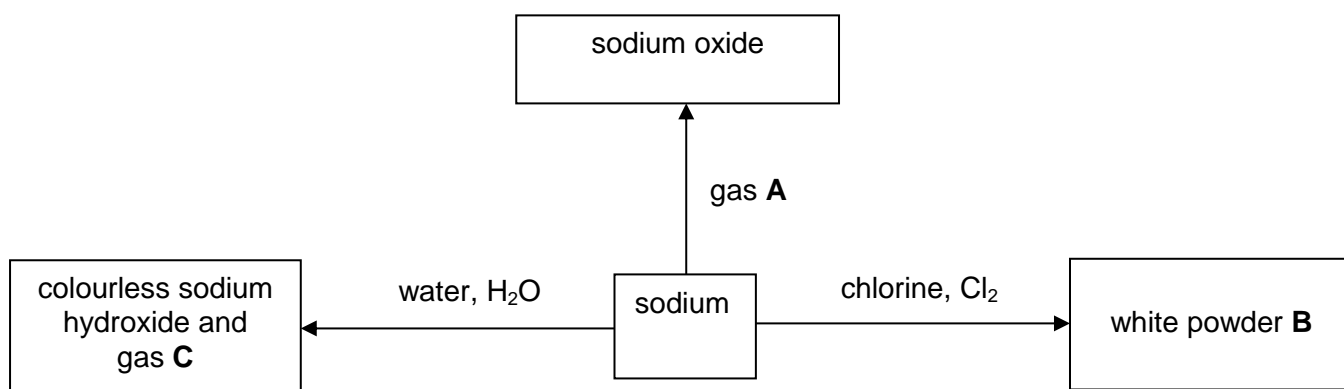 sodium oxide
gas A
colourless sodium
hydroxide and
gas C
water, H₂O
sodium
chlorine, Cl₂
white powder B